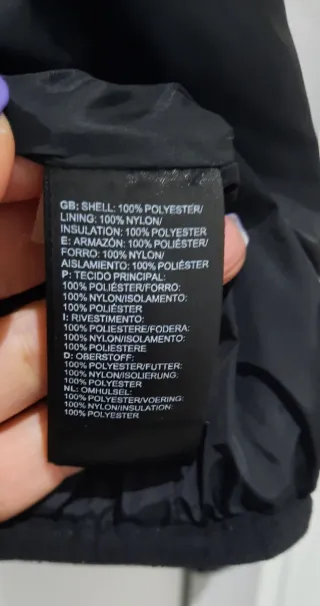 GB: SHELL: 100% POLYESTER/
LINING: 100% NYLON/
INSULATION: 100% POLYESTER
E: ARMAZÓN: 100% POLIÉSTER/
FORRO: 100% NYLON/
AISLAMIENTO: 100% POLIÉSTER
P: TECIDO PRINCIPAL:
100% POLIÉSTER/FORRO:
100% NYLON/ISOLAMENTO:
100% POLIÉSTER
I: RIVESTIMENTO:
100% POLIESTERE/FODERA:
100% NYLON/ISOLAMENTO:
100% POLIESTERE
D: OBERSTOFF:
100% POLYESTER/FUTTER:
100% NYLON/ISOLIERUNG:
100% POLYESTER
NL: OMHULSEL:
100% POLYESTER/VOERING:
100% NYLON/INSULATION:
100% POLYESTER